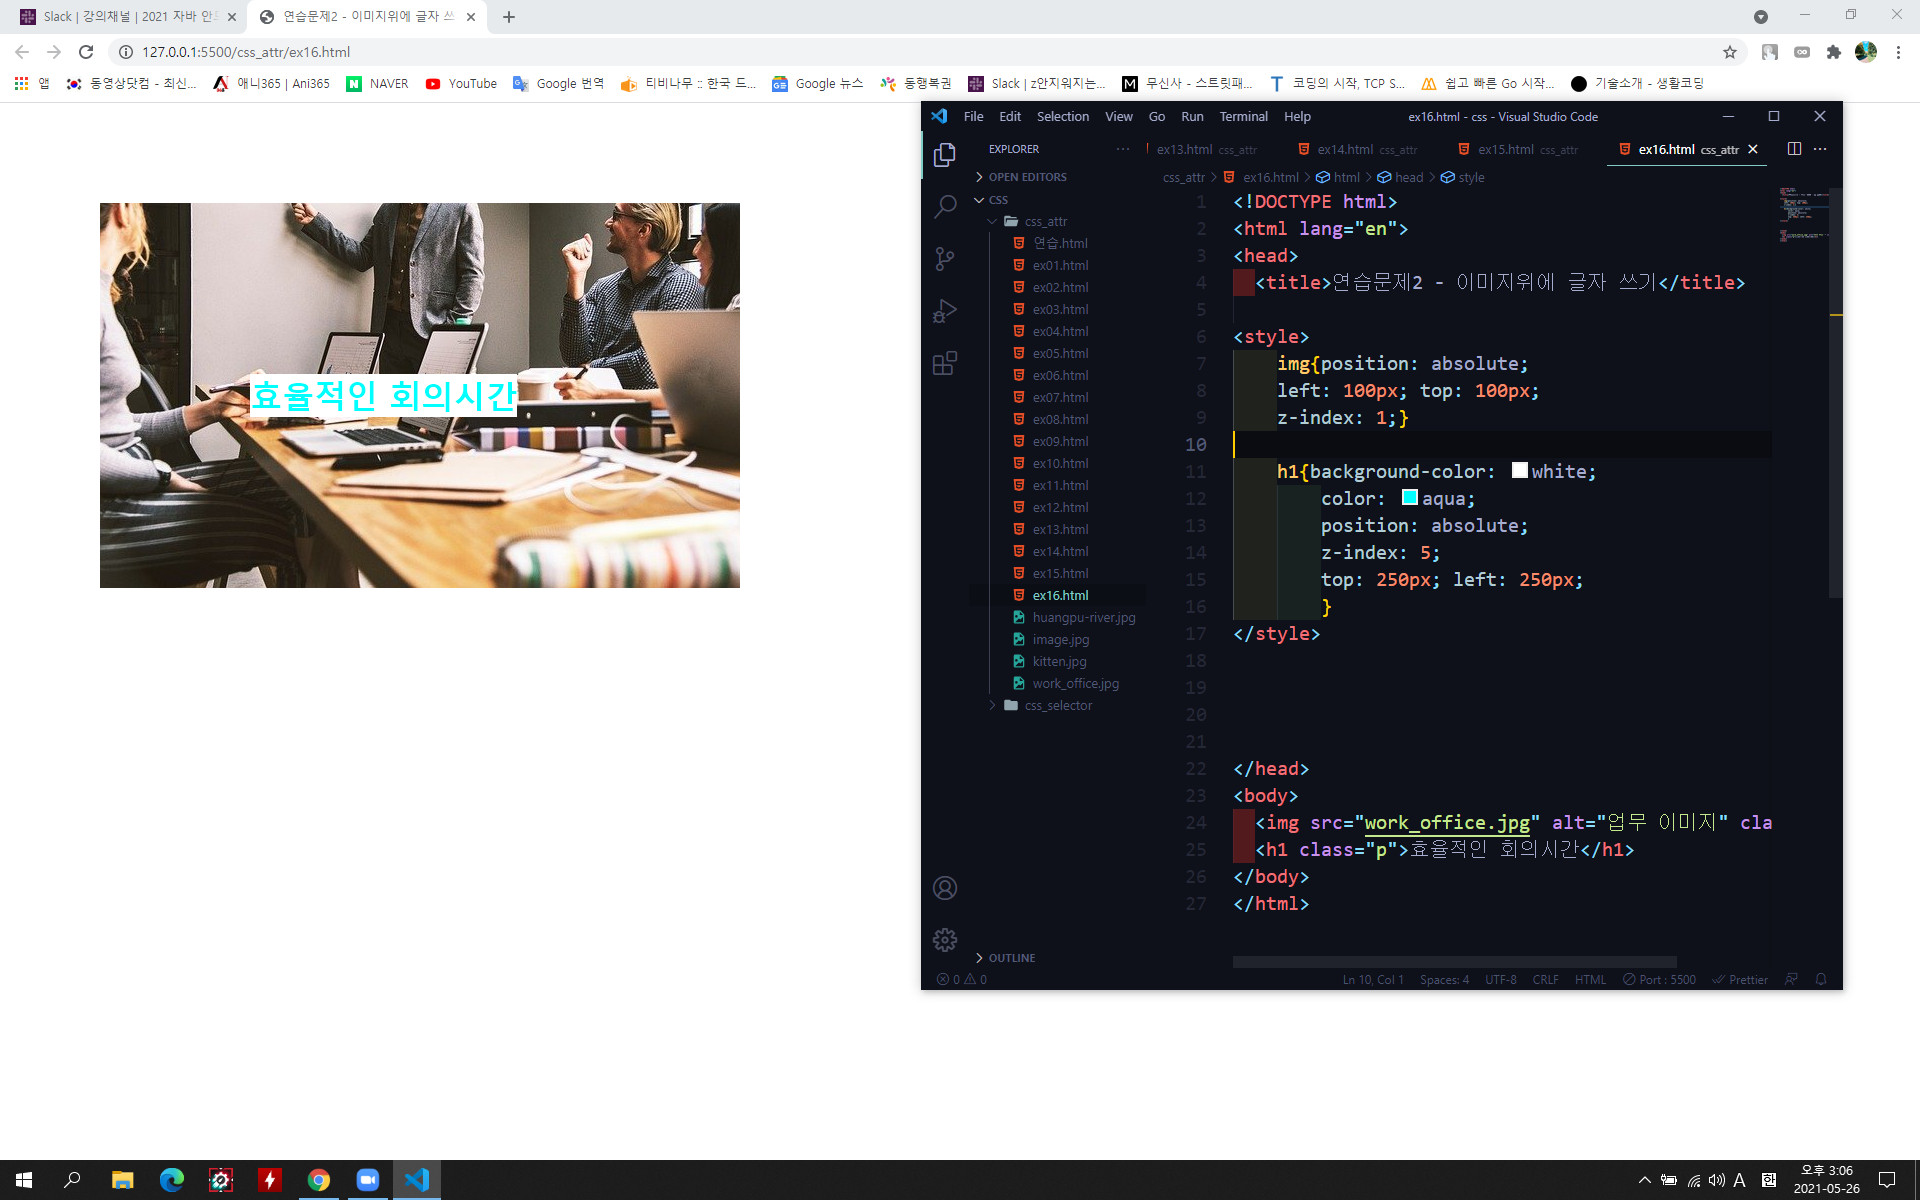 Slack | 강의채널 | 2021 자바 안
연습문제2 - 이미지위에 글자 쓰
127.0.0.1:5500/css_attr/ex16.html
앱
동영상닷컴 - 최신...
애니365 | Ani365
NAVER
YouTube
Google 번역
티비나무 :: 한국 드...
Google 뉴스
동행복권
Slack | z안지워지는...
무신사 - 스트릿패...
코딩의 시작, TCP S...
쉽고 빠른 Go 시작...
기술소개 - 생활코딩
효율적인 회의시간
File Edit Selection View Go Run Terminal Help
ex16.html - css - Visual Studio Code
EXPLORER
ex13.html css_attr
ex14.html css_attr
ex15.html css_attr
ex16.html css_attr
OPEN EDITORS
css_attr > ex16.html > html > head > style
CSS
css_attr
연습.html
ex01.html
ex02.html
ex03.html
ex04.html
ex05.html
ex06.html
ex07.html
ex08.html
ex09.html
ex10.html
ex11.html
ex12.html
ex13.html
ex14.html
ex15.html
ex16.html
huangpu-river.jpg
image.jpg
kitten.jpg
work_office.jpg
css_selector
OUTLINE
1 <!DOCTYPE html>
2 <html lang="en">
3 <head>
4 <title>연습문제2 - 이미지위에 글자 쓰기</title>
5
6 <style>
7 img{position: absolute;
8 left: 100px; top: 100px;
9 z-index: 1;}
10
11 h1{background-color: white;
12 color: aqua;
13 position: absolute;
14 z-index: 5;
15 top: 250px; left: 250px;
16 }
17 </style>
18
19
20
21
22 </head>
23 <body>
24 <img src="work_office.jpg" alt="업무 이미지" cla
25 <h1 class="p">효율적인 회의시간</h1>
26 </body>
27 </html>
0 0
Ln 10, Col 1 Spaces: 4 UTF-8 CRLF HTML Port : 5500 Prettier
A 한
오후 3:06
2021-05-26